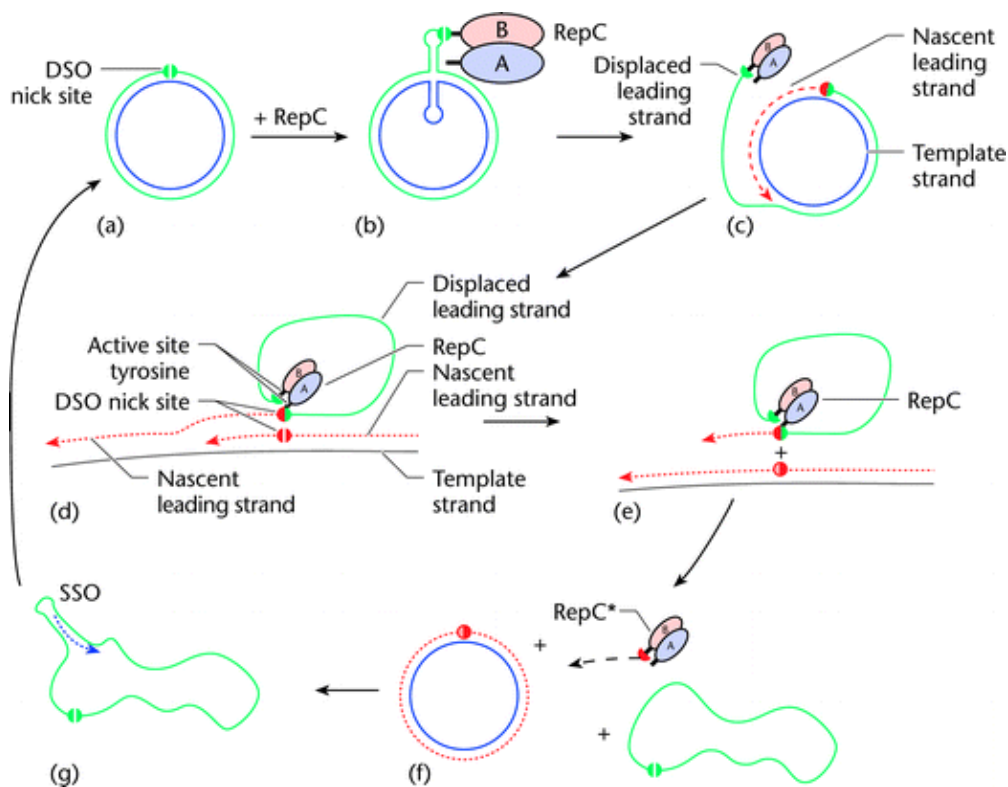 DSO
nick site
+ RepC
B
A
RepC
(a)
(b)
Displaced
leading
strand
B
A
Nascent
leading
strand
Template
strand
(c)
Displaced
leading strand
Active site
tyrosine
B
A
RepC
DSO nick site
Nascent
leading strand
Nascent
leading strand
Template
strand
(d)
B
A
RepC
+
(e)
SSO
(g)
+
RepC*
B
A
+
(f)